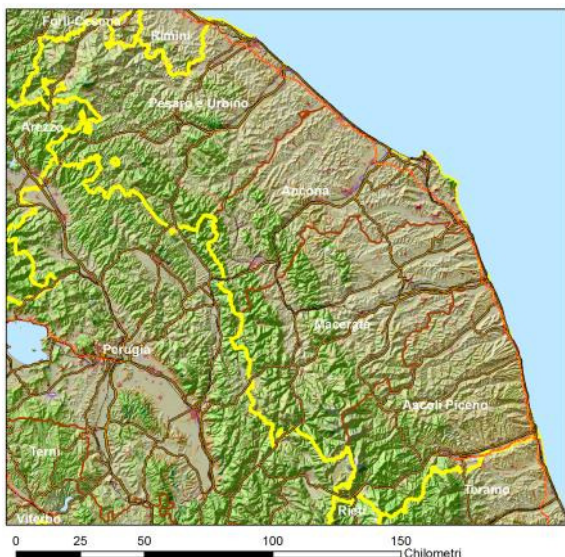 Forlì-Cesena
Rimini
Pesaro e Urbino
Arezzo
Ancona
Macerata
Perugia
Ascoli Piceno
Terni
Teramo
Rieti
Viterbo
0 25 50 100 150
Chilometri